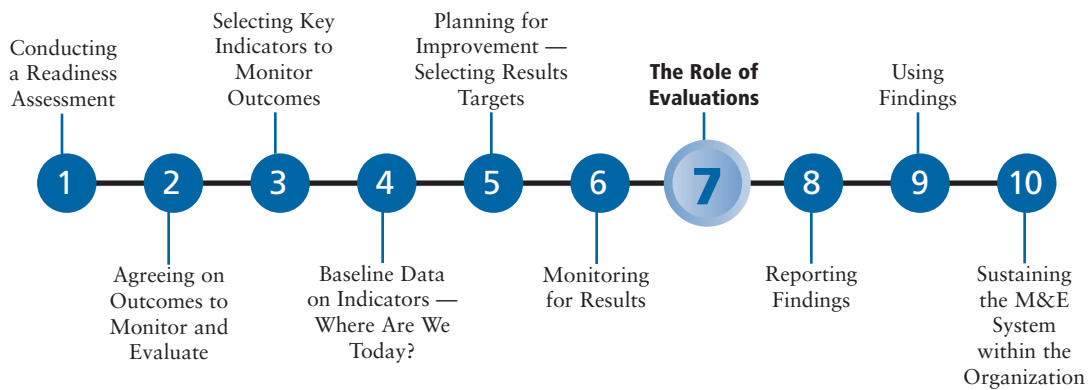 Conducting
a Readiness
Assessment
Selecting Key
Indicators to
Monitor
Outcomes
Planning for
Improvement —
Selecting Results
Targets
The Role of
Evaluations
Using
Findings
1
2
3
4
5
6
7
8
9
10
Agreeing on
Outcomes to
Monitor and
Evaluate
Baseline Data
on Indicators —
Where Are We
Today?
Monitoring
for Results
Reporting
Findings
Sustaining
the M&E
System
within the
Organization